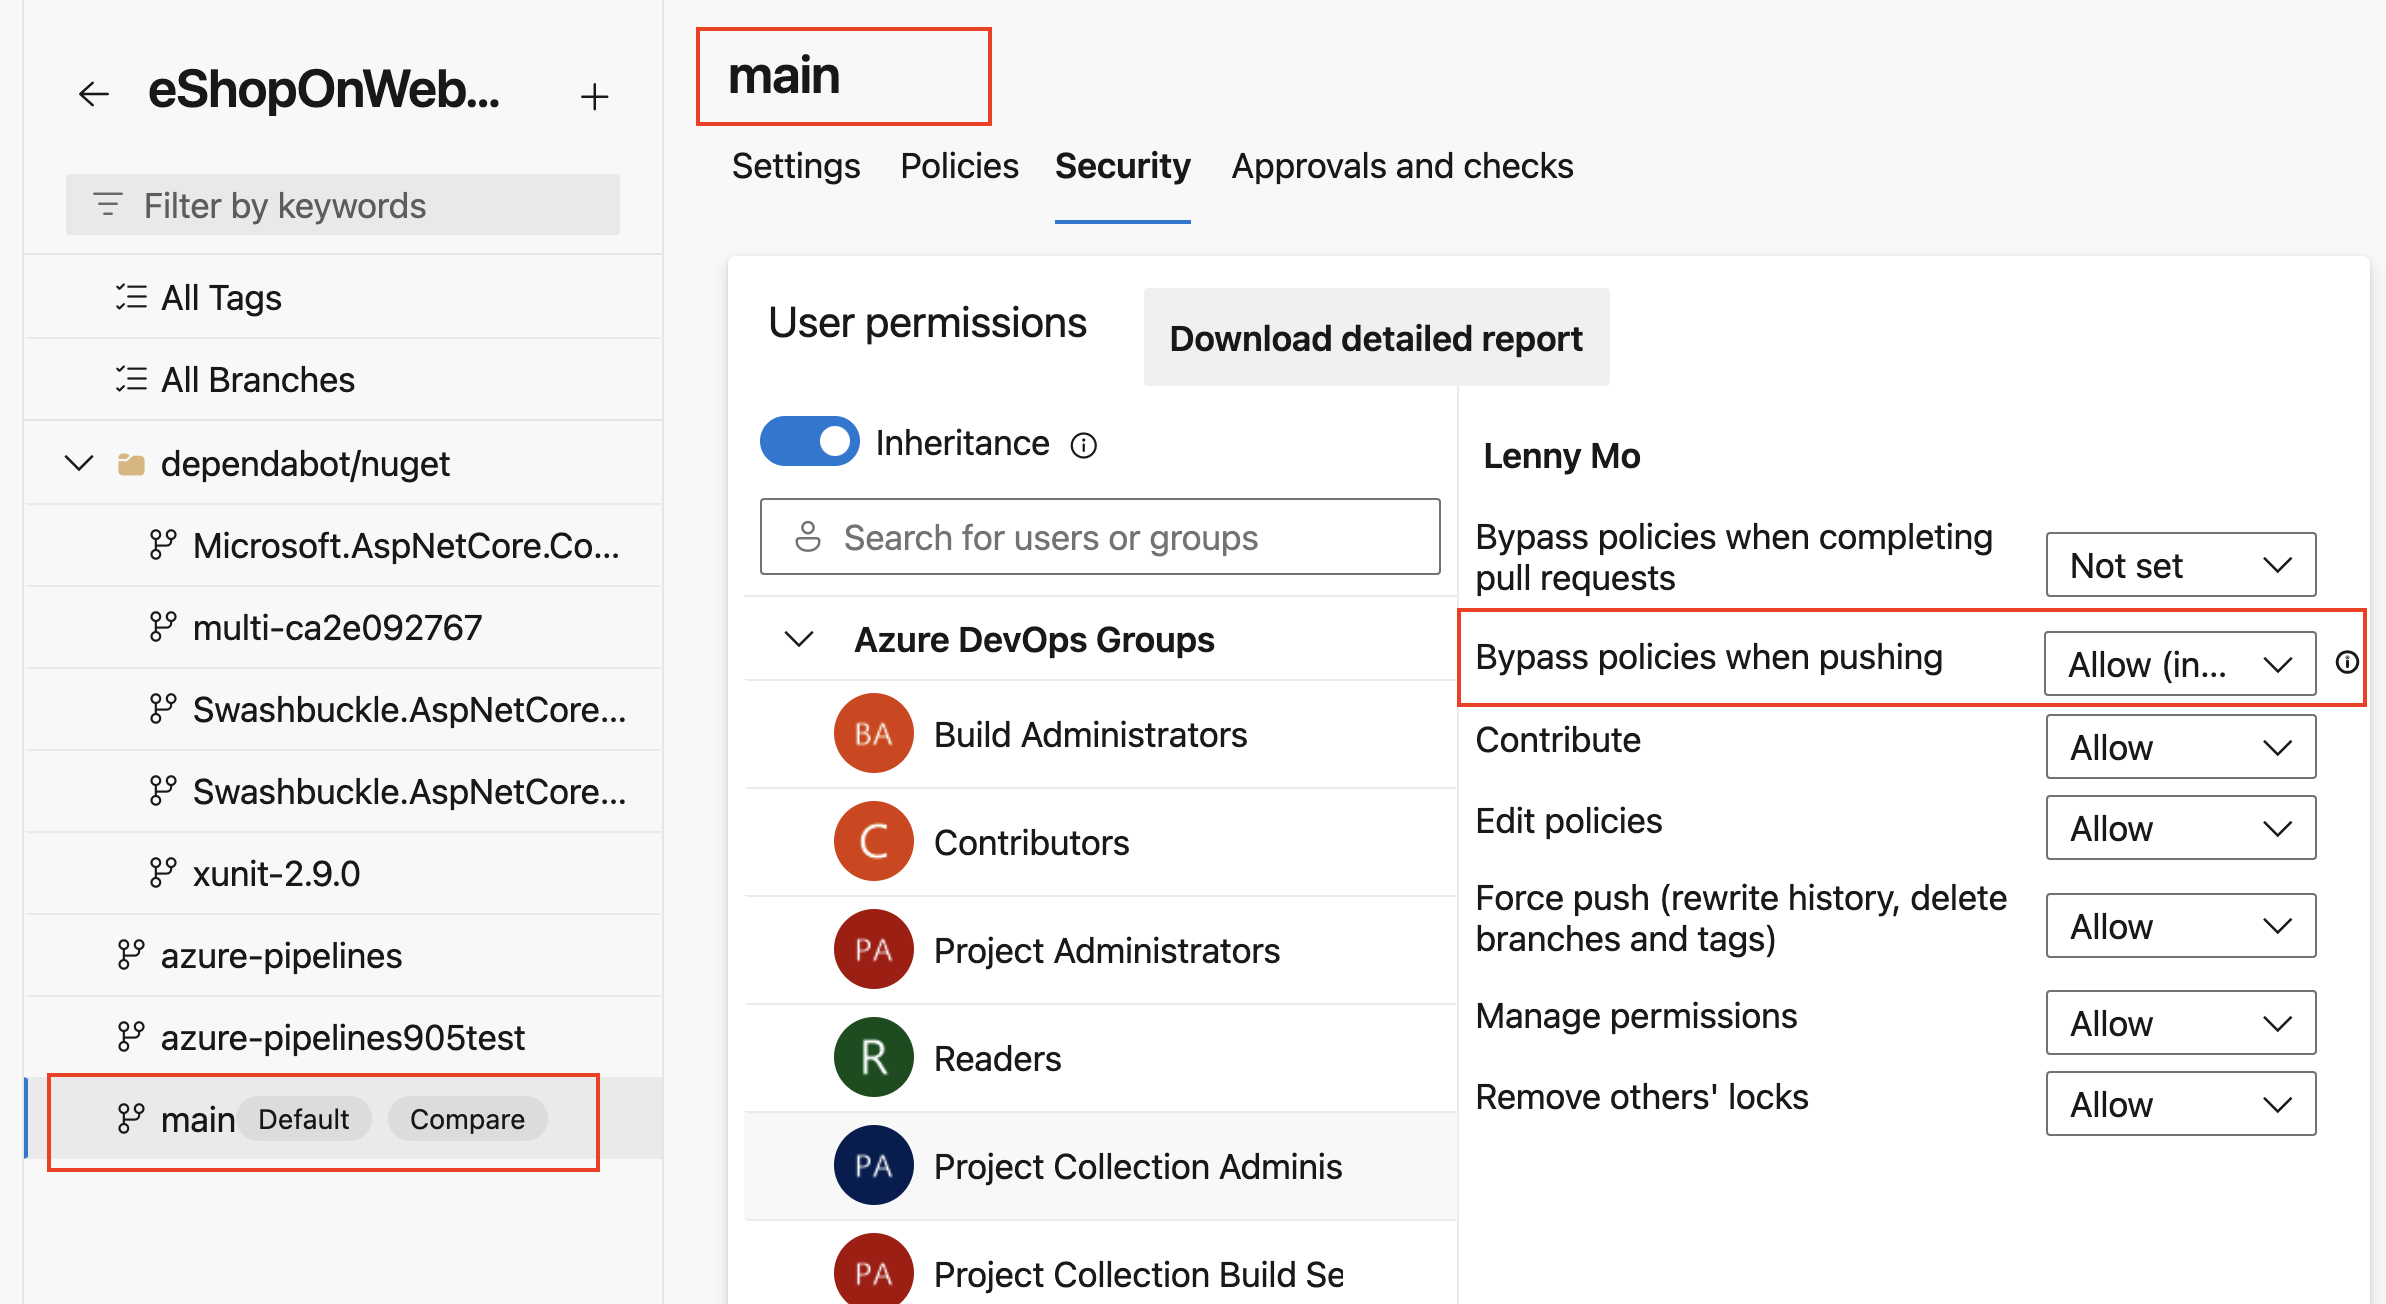 eShopOnWeb...
Filter by keywords
All Tags
All Branches
dependabot/nuget
Microsoft.AspNetCore.Co...
multi-ca2e092767
Swashbuckle.AspNetCore...
Swashbuckle.AspNetCore...
xunit-2.9.0
azure-pipelines
azure-pipelines905test
main Default Compare
main
Settings Policies Security Approvals and checks
User permissions Download detailed report
Inheritance
Search for users or groups
Azure DevOps Groups
BA Build Administrators
C Contributors
PA Project Administrators
R Readers
PA Project Collection Adminis
PA Project Collection Build Se
Lenny Mo
Bypass policies when completing
pull requests
Not set
Bypass policies when pushing Allow (in...
Contribute Allow
Edit policies Allow
Force push (rewrite history, delete
branches and tags)
Allow
Manage permissions Allow
Remove others' locks Allow